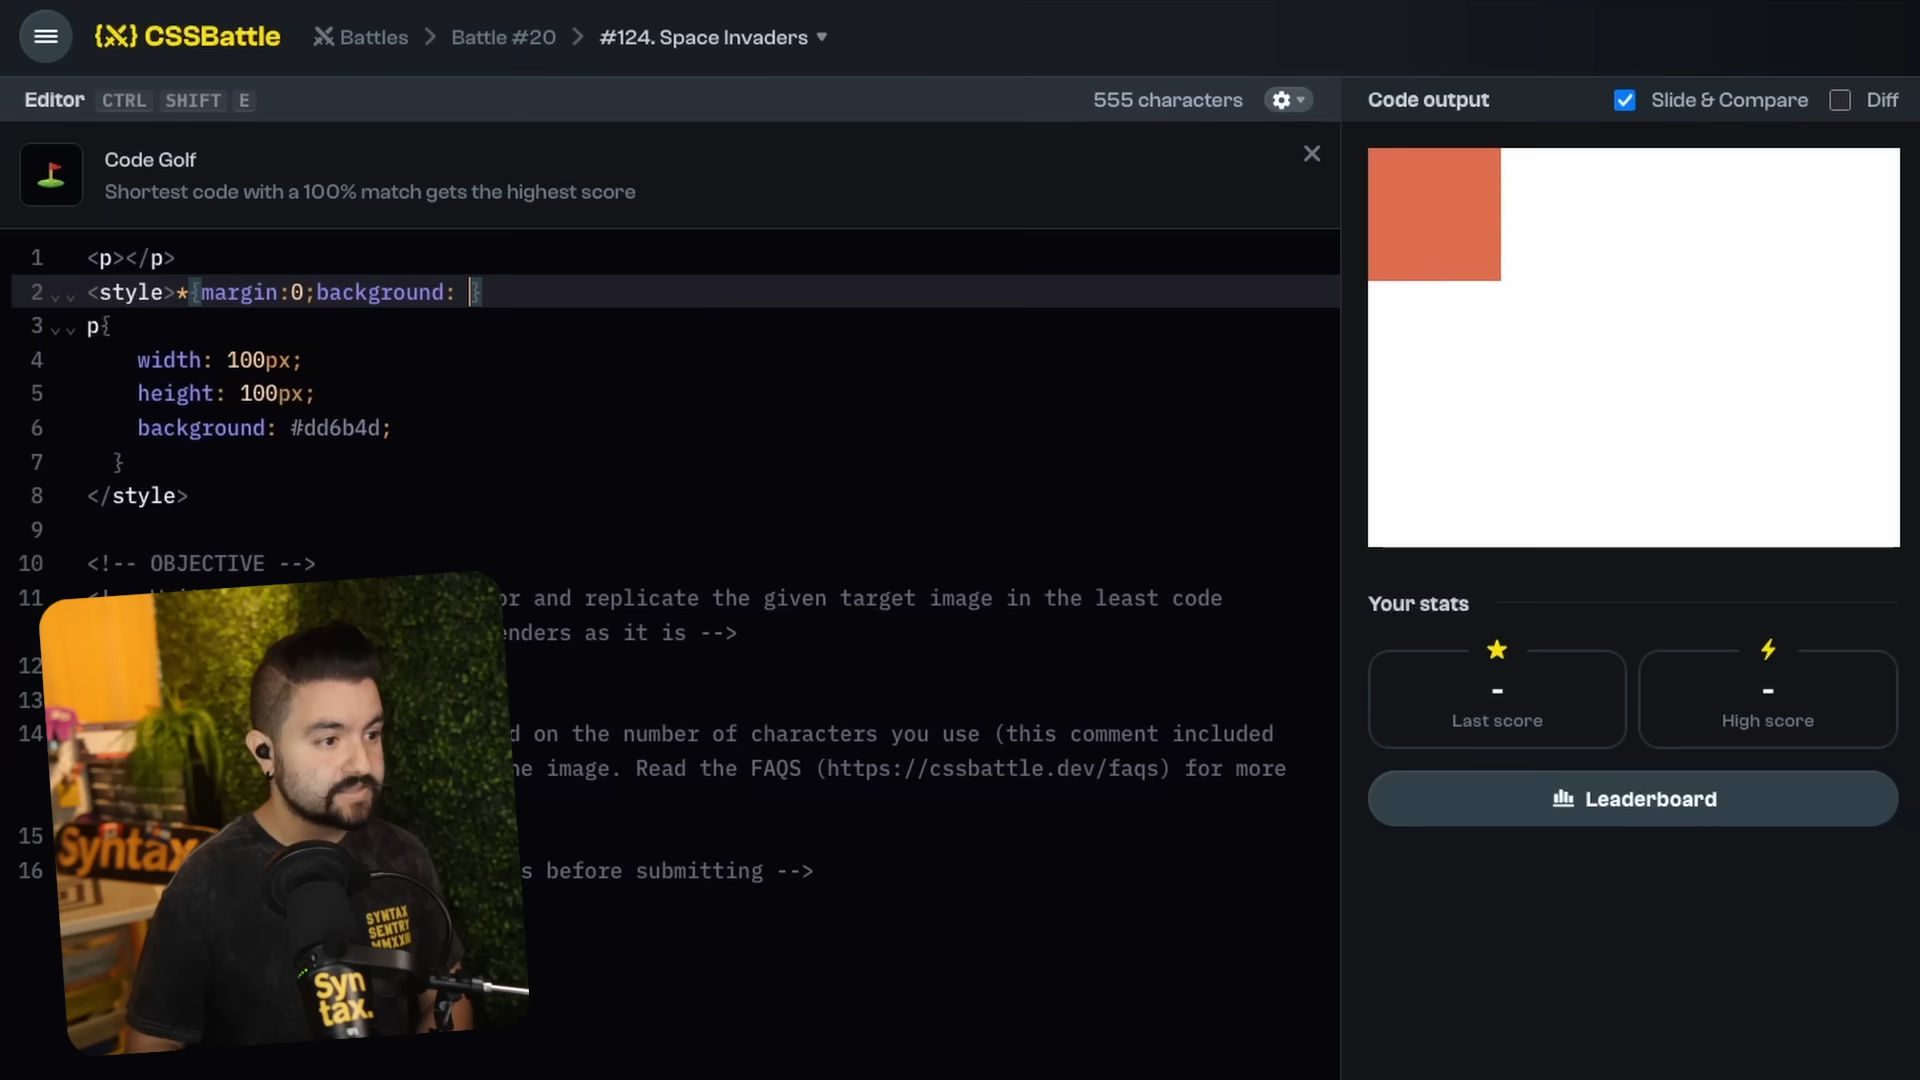 {X} CSSBattle
Battles
Battle #20
#124. Space Invaders
Editor CTRL SHIFT E
555 characters
Code output
Slide & Compare
Diff
Code Golf
Shortest code with a 100% match gets the highest score
1 <p></p>
2 <style>*{margin:0;background: }
3 p{
4 width: 100px;
5 height: 100px;
6 background: #dd6b4d;
7 }
8 </style>
9
10 <!-- OBJECTIVE -->
11 or and replicate the given target image in the least code
enders as it is -->
12
13
14 d on the number of characters you use (this comment included
he image. Read the FAQS (https://cssbattle.dev/faqs) for more
15
16 s before submitting -->
Your stats
-
Last score
-
High score
Leaderboard
Syntax
SYNTAX
SENTRY
MMXXIII
Syn
tax.